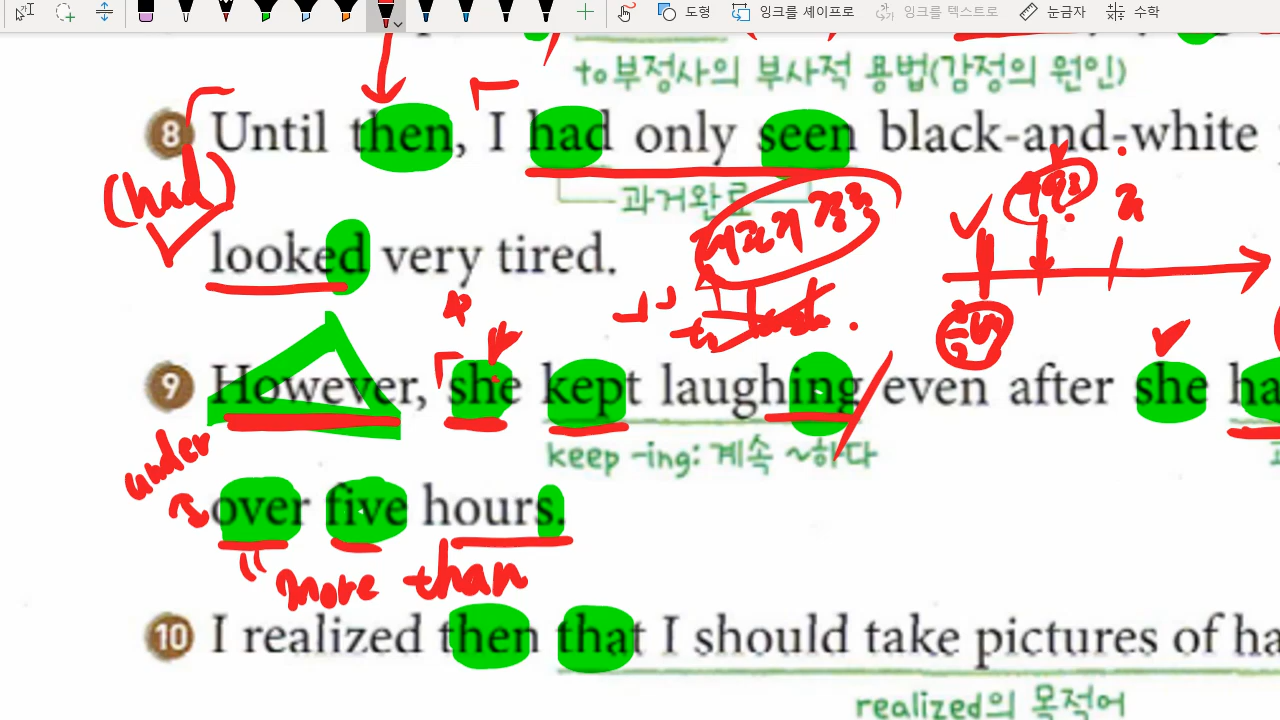 도형 잉크를 셰이프로 잉크를 텍스트로 눈금자 수학
to부정사의 부사적 용법(감정의 원인)
8 Until then, I had only seen black-and-white
과거완료
(had)
looked very tired.
9 However, she kept laughing even after she ha
keep -ing: 계속 ~하다
under
over five hours.
more than
10 I realized then that I should take pictures of ha
realized의 목적어